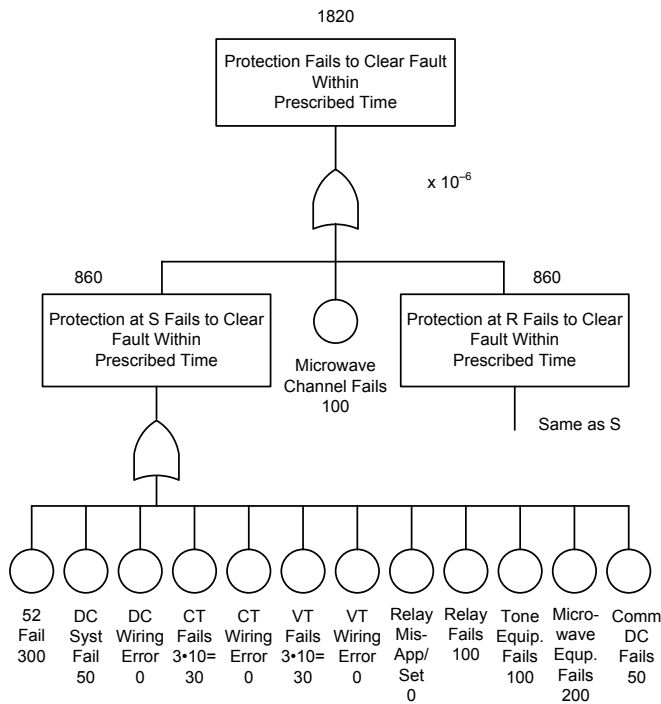 1820
Protection Fails to Clear Fault
Within
Prescribed Time
x 10⁻⁶
860
Protection at S Fails to Clear
Fault Within
Prescribed Time
Microwave
Channel Fails
100
860
Protection at R Fails to Clear
Fault Within
Prescribed Time
Same as S
52
Fail
300
DC
Syst
Fail
50
DC
Wiring
Error
0
CT
Fails
3•10=
30
CT
Wiring
Error
0
VT
Fails
3•10=
30
VT
Wiring
Error
0
Relay
Mis-
App/
Set
0
Relay
Fails
100
Tone
Equip.
Fails
100
Micro-
wave
Equp.
Fails
200
Comm
DC
Fails
50